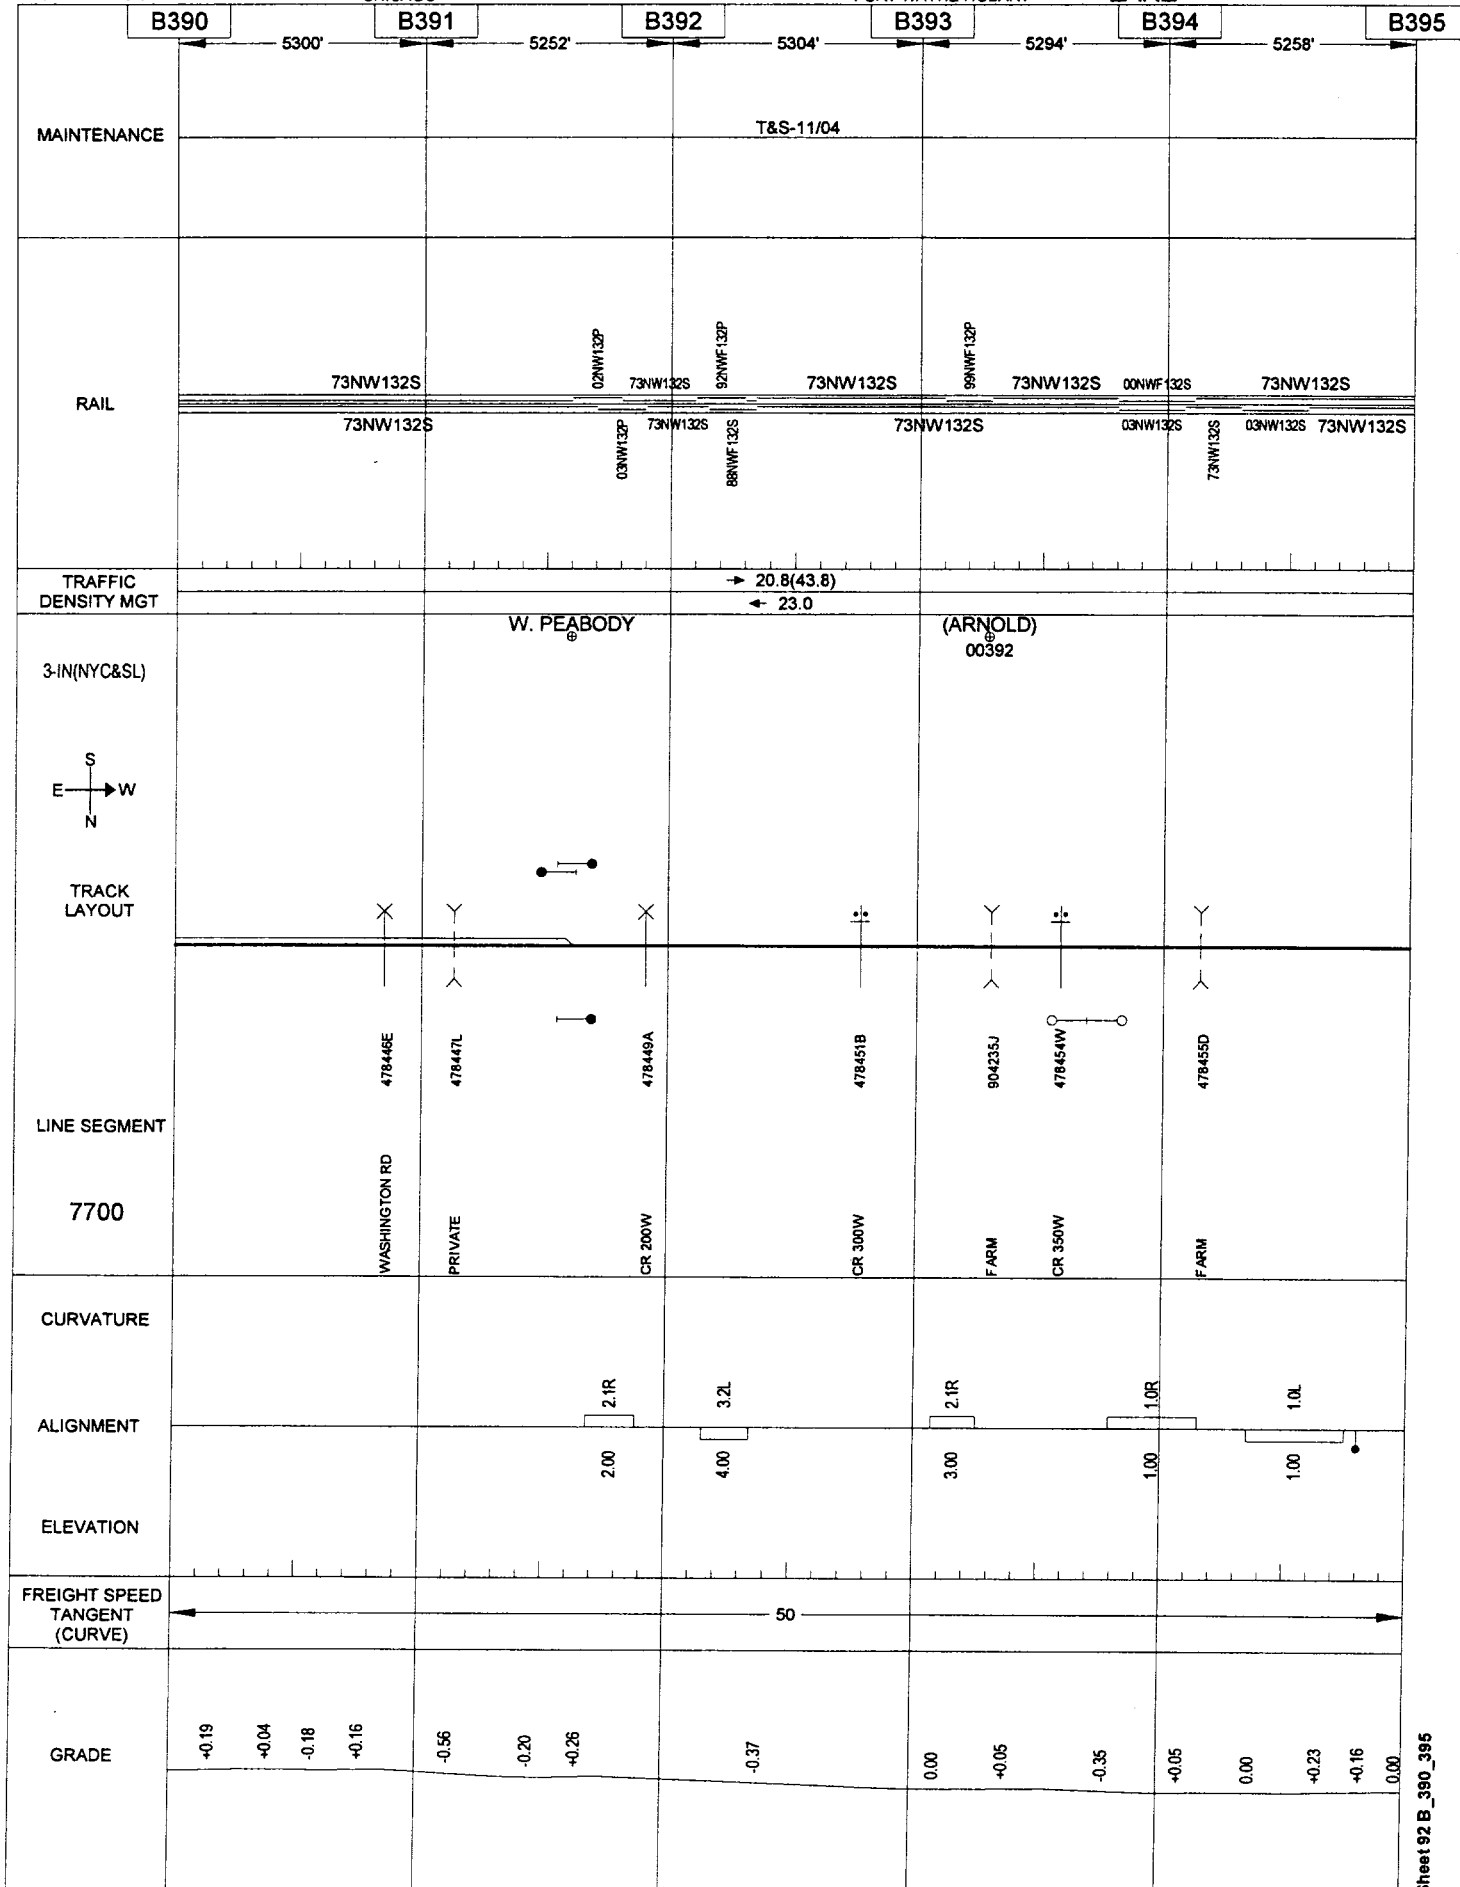 B390 B391 B392 B393 B394 B395
5300' 5252' 5304' 5294' 5258'
MAINTENANCE
T&S-11/04
02NW132P
92NWF132P
99NWF132P
73NW132S 73NW132S 73NW132S 73NW132S 00NWF132S 73NW132S
RAIL
73NW132S 73NW132S 73NW132S 03NW132S 03NW132S 73NW132S
03NW132P
88NWF132S
73NW132S
TRAFFIC
DENSITY MGT
20.8(43.8)
23.0
W. PEABODY
(ARNOLD)
00392
3-IN(NYC&SL)
S
E W
N
TRACK
LAYOUT
478446E
478447L
478449A
478451B
904235J
478454W
478455D
LINE SEGMENT
7700
WASHINGTON RD
PRIVATE
CR 200W
CR 300W
FARM
CR 350W
FARM
CURVATURE
2.1R 3.2L 2.1R 1.0R 1.0L
ALIGNMENT
2.00 4.00 3.00 1.00 1.00
ELEVATION
FREIGHT SPEED
TANGENT
(CURVE)
50
GRADE
+0.19 +0.04 -0.18 +0.16 -0.56 -0.20 +0.26 -0.37 0.00 +0.05 -0.35 +0.05 0.00 +0.23 +0.16 0.00
Sheet 92 B_390_395